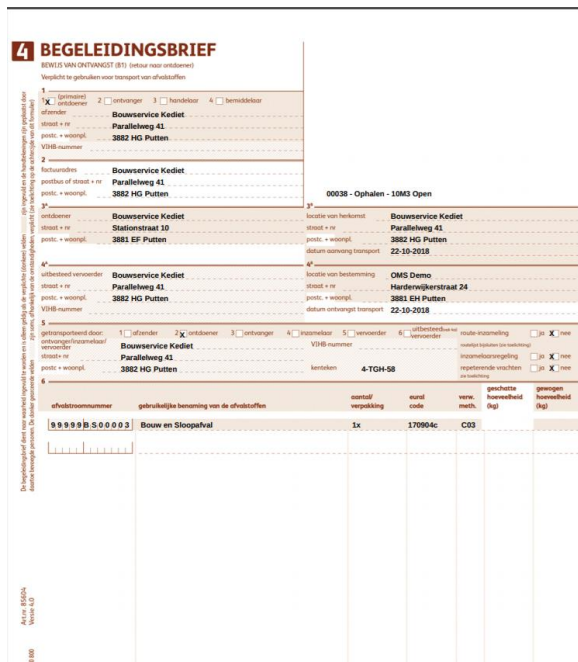 4 BEGELEIDINGSBRIEF
BEWIJS VAN ONTVANGST (B1) (retour naar ontdoener)
Verplicht te gebruiken voor transport van afvalstoffen
1
1 X (primaire) ontdoener 2 ontvanger 3 handelaar 4 bemiddelaar
afzender Bouwservice Kediet
straat + nr Parallelweg 41
postc. + woonpl. 3882 HG Putten
VIHB-nummer
2
factuuradres Bouwservice Kediet
postbus of straat + nr Parallelweg 41
postc. + woonpl. 3882 HG Putten
00038 - Ophalen - 10M3 Open
3A
ontdoener Bouwservice Kediet
straat + nr Stationstraat 10
postc. + woonpl. 3881 EF Putten
3B
locatie van herkomst Bouwservice Kediet
straat + nr Parallelweg 41
postc. + woonpl. 3882 HG Putten
datum aanvang transport 22-10-2018
4A
uitbesteed vervoerder Bouwservice Kediet
straat + nr Parallelweg 41
postc. + woonpl. 3882 HG Putten
VIHB-nummer
4B
locatie van bestemming OMS Demo
straat + nr Harderwijkerstraat 24
postc. + woonpl. 3881 EH Putten
datum ontvangst transport 22-10-2018
5
getransporteerd door: 1 afzender 2 X ontdoener 3 ontvanger 4 inzamelaar 5 vervoerder 6 uitbesteed vervoerder
route-inzameling ja X nee
ontvanger/inzamelaar/
vervoerder Bouwservice Kediet VIHB-nummer
inzamelaarsregeling ja X nee
straat+ nr Parallelweg 41
repeterende vrachten ja X nee
postc + woonpl. 3882 HG Putten kenteken 4-TGH-58
6
afvalstroomnummer gebruikelijke benaming van de afvalstoffen aantal/ verpakking eural code verw. meth. geschatte hoeveelheid (kg) gewogen hoeveelheid (kg)
99999BS00003 Bouw en Sloopafval 1x 170904c C03
Art.nr. 85604
Versie 4.0